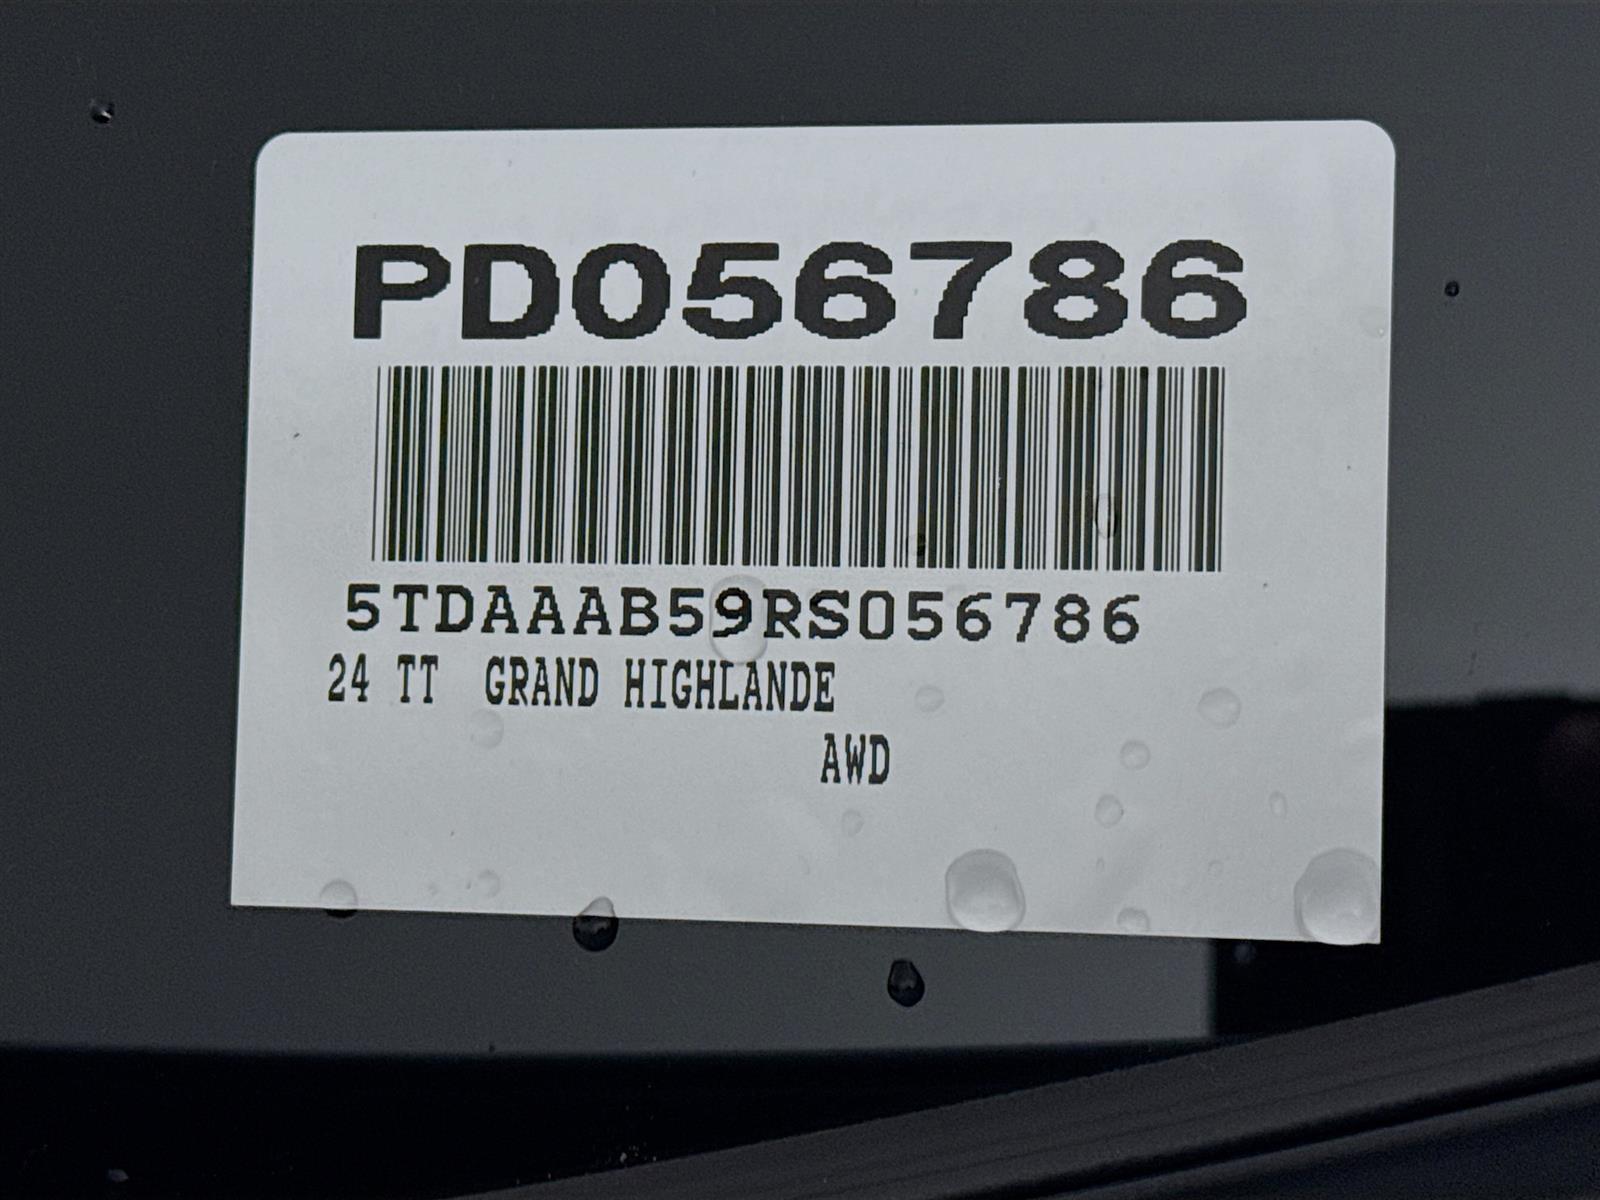 PD056786
5TDAAAB59RS056786
24 TT GRAND HIGHLANDE
AWD